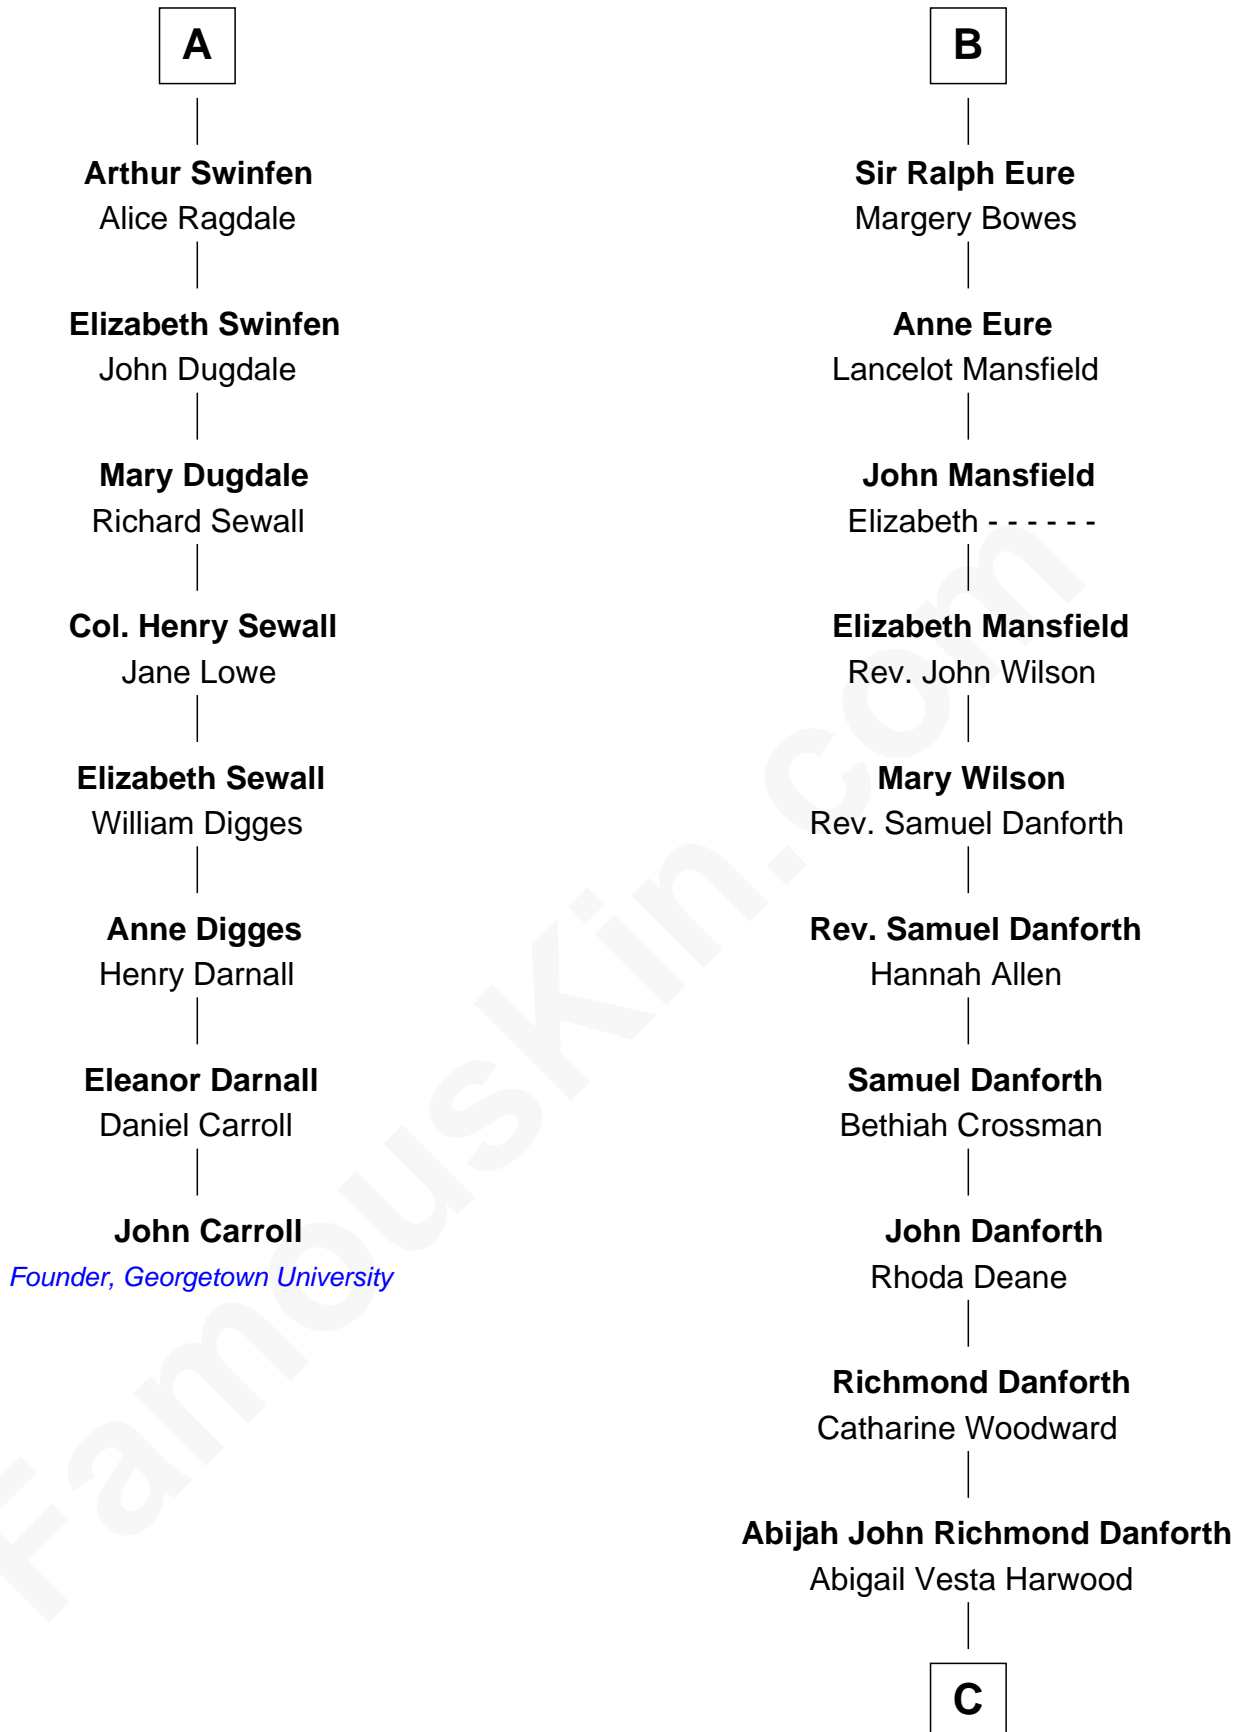 A
Arthur Swinfen
Alice Ragdale
Elizabeth Swinfen
John Dugdale
Mary Dugdale
Richard Sewall
Col. Henry Sewall
Jane Lowe
Elizabeth Sewall
William Digges
Anne Digges
Henry Darnall
Eleanor Darnall
Daniel Carroll
John Carroll
Founder, Georgetown University
B
Sir Ralph Eure
Margery Bowes
Anne Eure
Lancelot Mansfield
John Mansfield
Elizabeth - - - - - -
Elizabeth Mansfield
Rev. John Wilson
Mary Wilson
Rev. Samuel Danforth
Rev. Samuel Danforth
Hannah Allen
Samuel Danforth
Bethiah Crossman
John Danforth
Rhoda Deane
Richmond Danforth
Catharine Woodward
Abijah John Richmond Danforth
Abigail Vesta Harwood
C
FamousKin.com